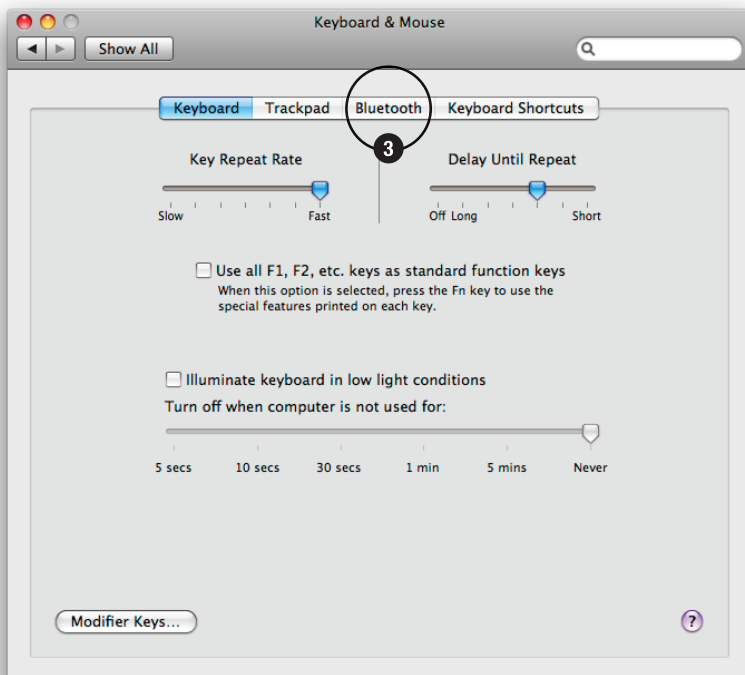 Keyboard & Mouse
Show All
Keyboard Trackpad Bluetooth Keyboard Shortcuts
3
Key Repeat Rate Delay Until Repeat
Slow Fast Off Long Short
Use all F1, F2, etc. keys as standard function keys
When this option is selected, press the Fn key to use the
special features printed on each key.
Illuminate keyboard in low light conditions
Turn off when computer is not used for:
5 secs 10 secs 30 secs 1 min 5 mins Never
Modifier Keys... ?